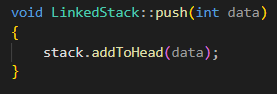 void LinkedStack::push(int data)
{
    stack.addToHead(data);
}